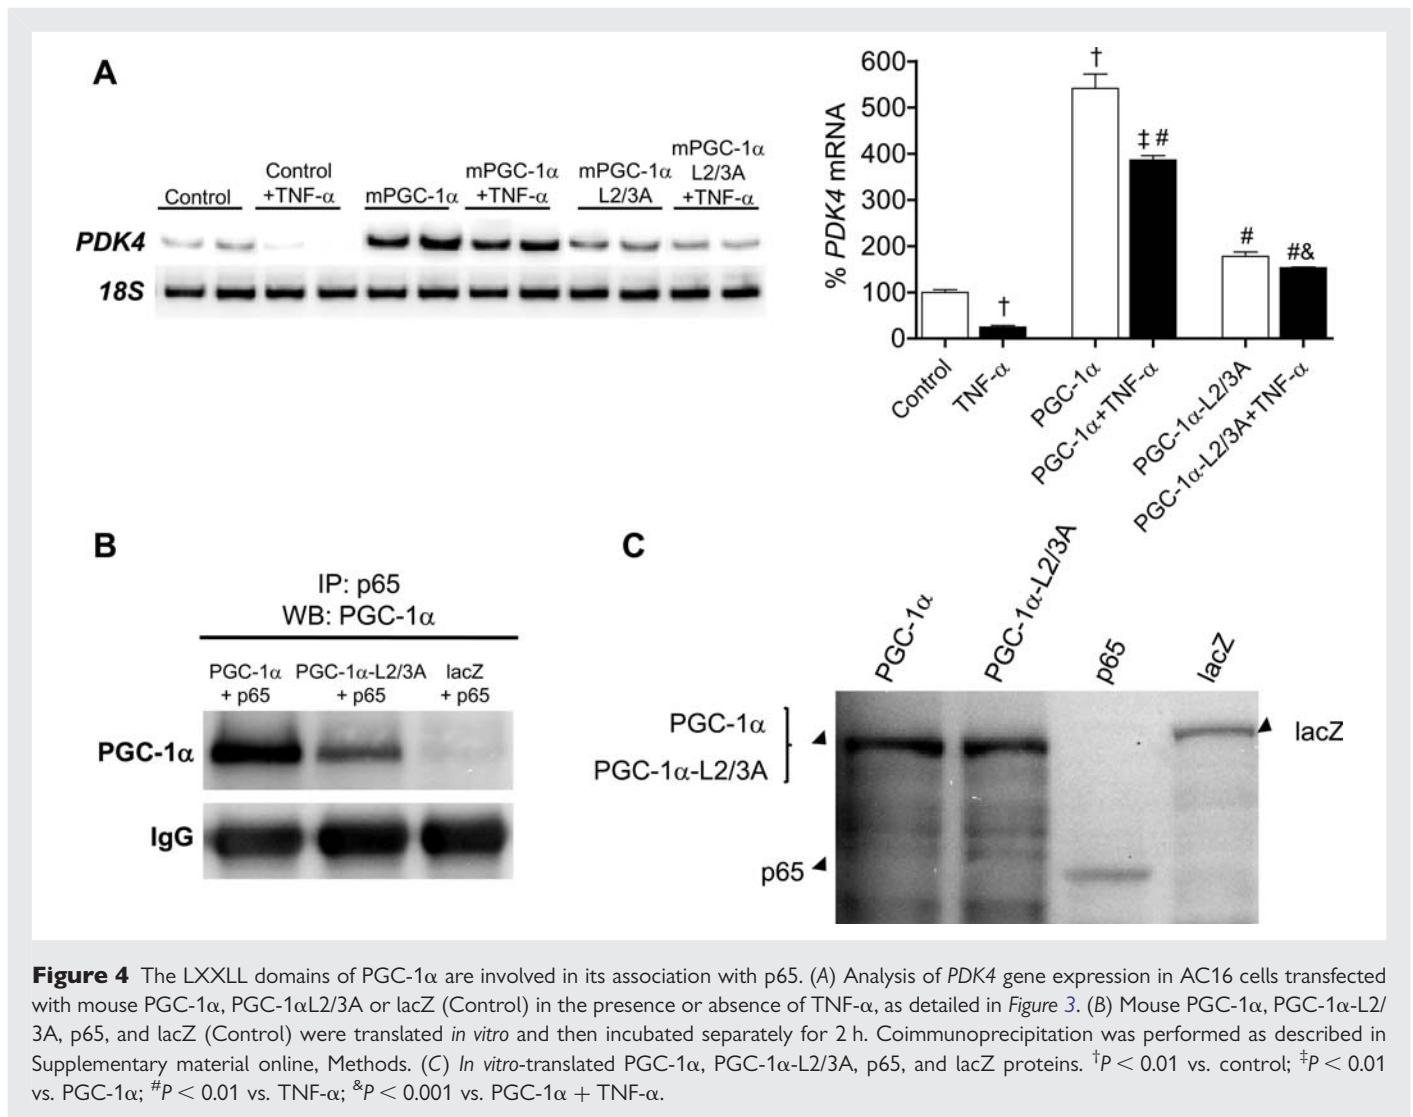 A
Control
Control
+TNF-α
mPGC-1α
mPGC-1α
+TNF-α
mPGC-1α
L2/3A
mPGC-1α
L2/3A
+TNF-α
PDK4
18S
% PDK4 mRNA
600
500
400
300
200
100
0
†
†
‡ #
#
#&
Control
TNF-α
PGC-1α
PGC-1α+TNF-α
PGC-1α-L2/3A
PGC-1α-L2/3A+TNF-α
B
IP: p65
WB: PGC-1α
PGC-1α
+ p65
PGC-1α-L2/3A
+ p65
lacZ
+ p65
PGC-1α
IgG
C
PGC-1α
PGC-1α-L2/3A
p65
lacZ
PGC-1α
PGC-1α-L2/3A
p65
lacZ
Figure 4 The LXXLL domains of PGC-1α are involved in its association with p65. (A) Analysis of PDK4 gene expression in AC16 cells transfected
with mouse PGC-1α, PGC-1αL2/3A or lacZ (Control) in the presence or absence of TNF-α, as detailed in Figure 3. (B) Mouse PGC-1α, PGC-1α-L2/
3A, p65, and lacZ (Control) were translated in vitro and then incubated separately for 2 h. Coimmunoprecipitation was performed as described in
Supplementary material online, Methods. (C) In vitro-translated PGC-1α, PGC-1α-L2/3A, p65, and lacZ proteins. †P < 0.01 vs. control; ‡P < 0.01
vs. PGC-1α; #P < 0.01 vs. TNF-α; &P < 0.001 vs. PGC-1α + TNF-α.